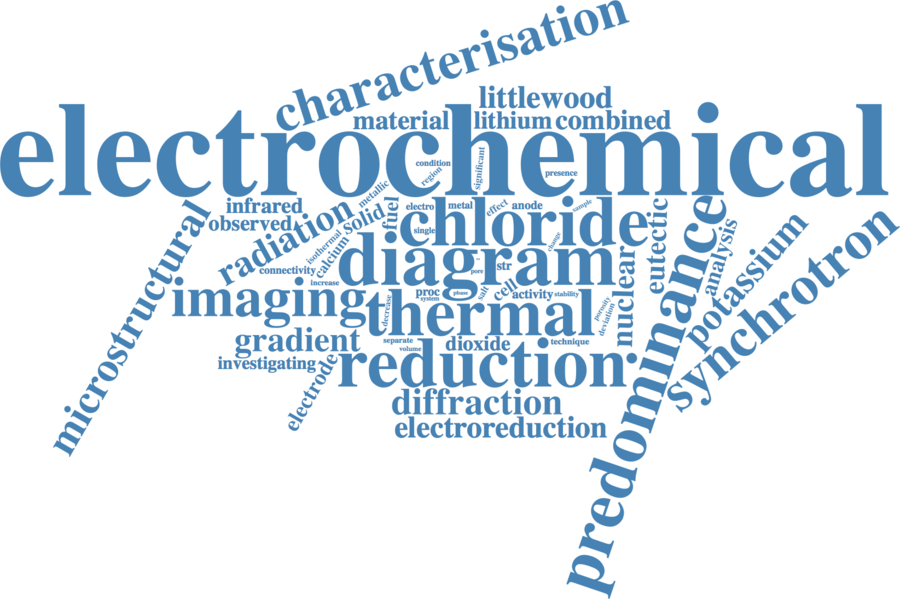 characterisation
littlewood
material
lithium
combined
electrochemical
condition
region
significant
presence
metallic
infrared
observed
radiation
Solid
fuel
electro
metal
effect
anode
sample
single
chloride
change
isothermal
calcium
connectivity
increase
diagram
pore
str
nuclear
eutectic
predominance
analysis
potassium
synchrotron
microstructural
imaging
decrease
proc
system
phase
salt
cell
activity
stability
porosity
deviation
thermal
gradient
separate
volume
dioxide
technique
investigating
electrode
reduction
diffraction
electroreduction